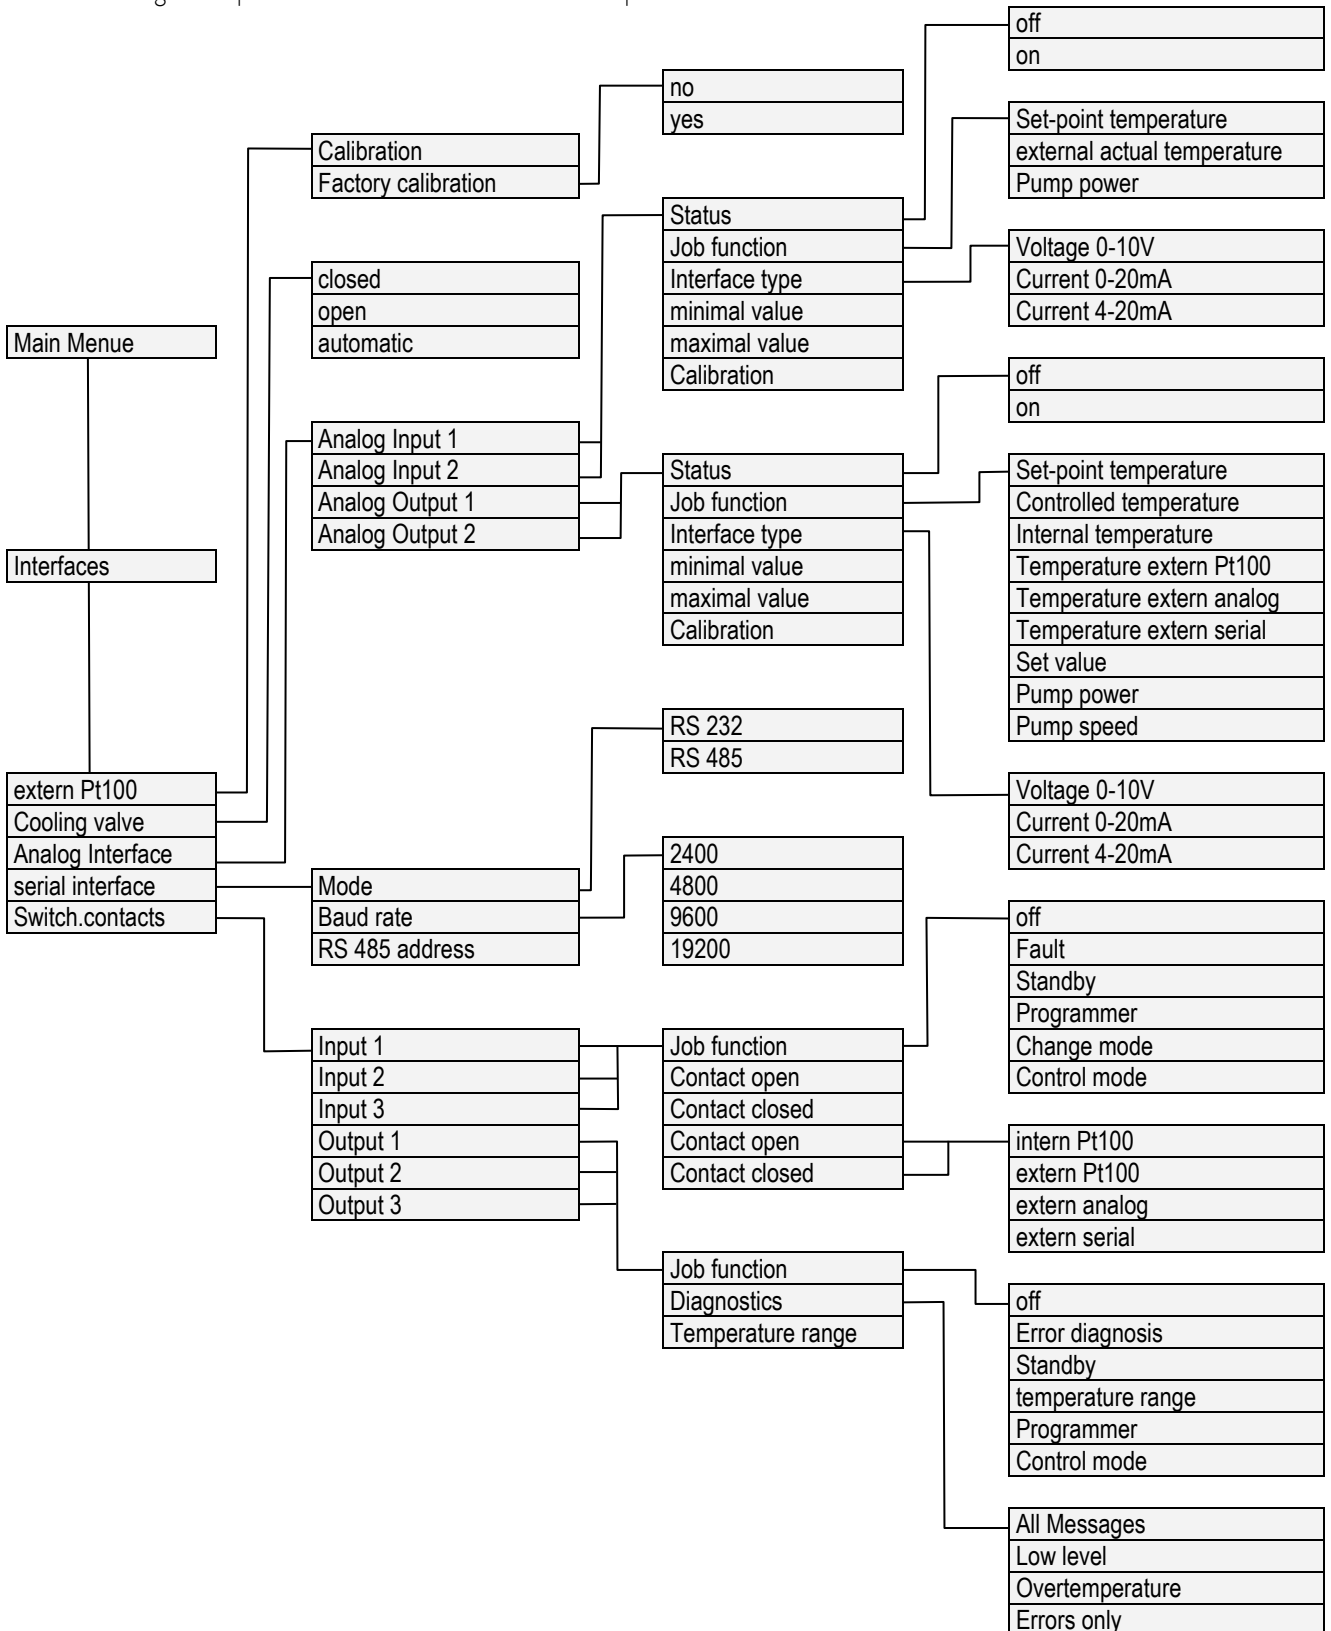 Main Menue
Interfaces
extern Pt100
Cooling valve
Analog Interface
serial interface
Switch.contacts
Calibration
Factory calibration
closed
open
automatic
Analog Input 1
Analog Input 2
Analog Output 1
Analog Output 2
Mode
Baud rate
RS 485 address
Input 1
Input 2
Input 3
Output 1
Output 2
Output 3
no
yes
Status
Job function
Interface type
minimal value
maximal value
Calibration
Status
Job function
Interface type
minimal value
maximal value
Calibration
RS 232
RS 485
2400
4800
9600
19200
Job function
Contact open
Contact closed
Contact open
Contact closed
Job function
Diagnostics
Temperature range
off
on
Set-point temperature
external actual temperature
Pump power
Voltage 0-10V
Current 0-20mA
Current 4-20mA
off
on
Set-point temperature
Controlled temperature
Internal temperature
Temperature extern Pt100
Temperature extern analog
Temperature extern serial
Set value
Pump power
Pump speed
Voltage 0-10V
Current 0-20mA
Current 4-20mA
off
Fault
Standby
Programmer
Change mode
Control mode
intern Pt100
extern Pt100
extern analog
extern serial
off
Error diagnosis
Standby
temperature range
Programmer
Control mode
All Messages
Low level
Overtemperature
Errors only